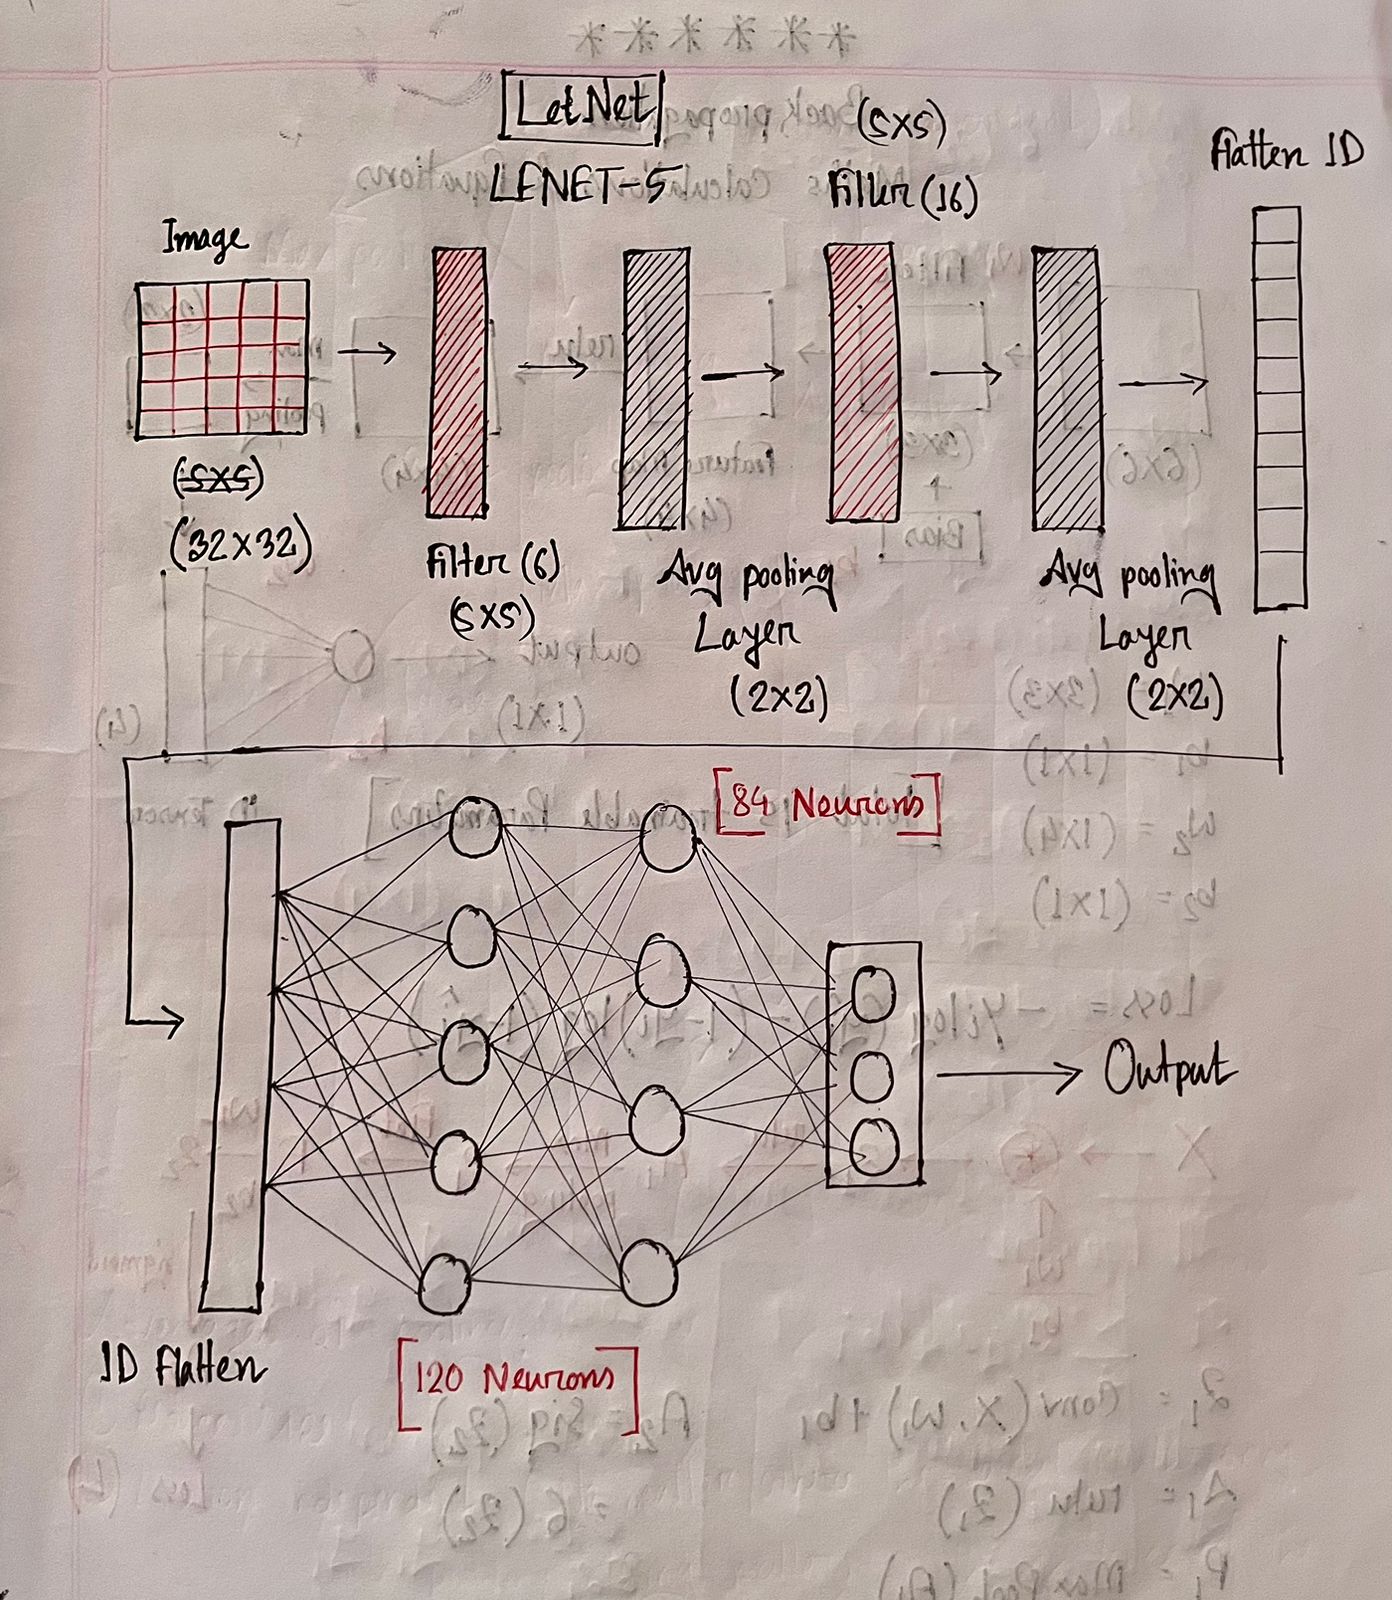 LetNet
LENET-5
(5X5)
Filter (16)
Flatten 1D
Image
(5X5)
(32X32)
Filter (6)
(5X5)
Avg pooling
Layer
(2X2)
Avg pooling
Layer
(2X2)
[84 Neurons]
Output
1D Flatten
[120 Neurons]